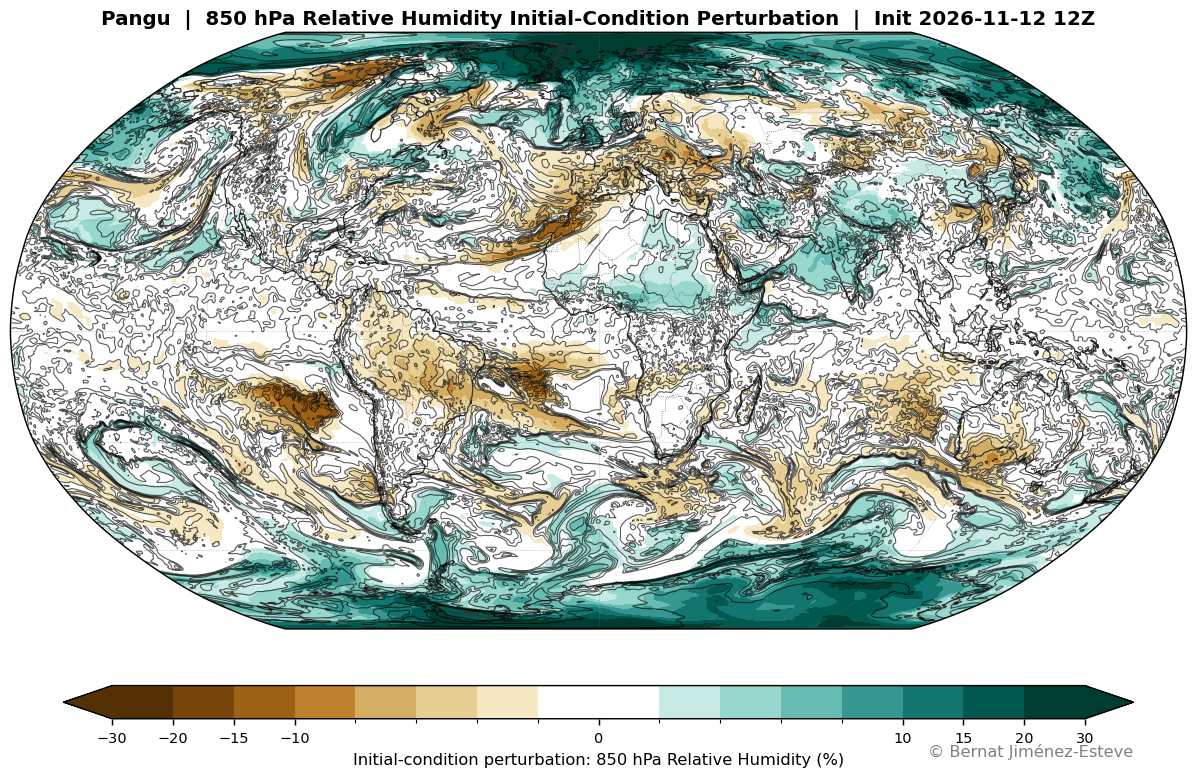 Pangu | 850 hPa Relative Humidity Initial-Condition Perturbation | Init 2026-11-12 12Z
−30 −20 −15 −10 0 10 15 20 30
Initial-condition perturbation: 850 hPa Relative Humidity (%)
© Bernat Jiménez-Esteve